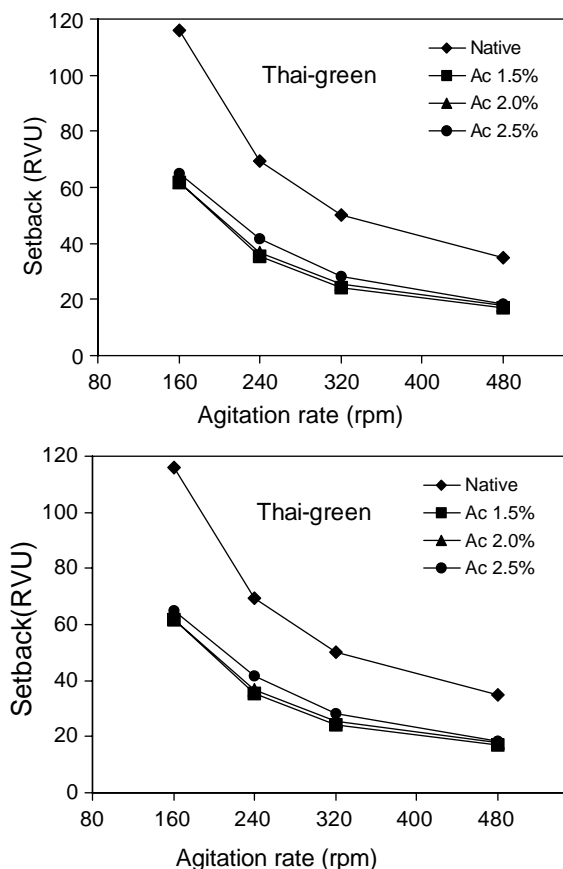 120
100
80
60
40
20
0
Setback (RVU)
Thai-green
Native
Ac 1.5%
Ac 2.0%
Ac 2.5%
80 160 240 320 400 480
Agitation rate (rpm)
120
100
80
60
40
20
0
Setback(RVU)
Thai-green
Native
Ac 1.5%
Ac 2.0%
Ac 2.5%
80 160 240 320 400 480
Agitation rate (rpm)